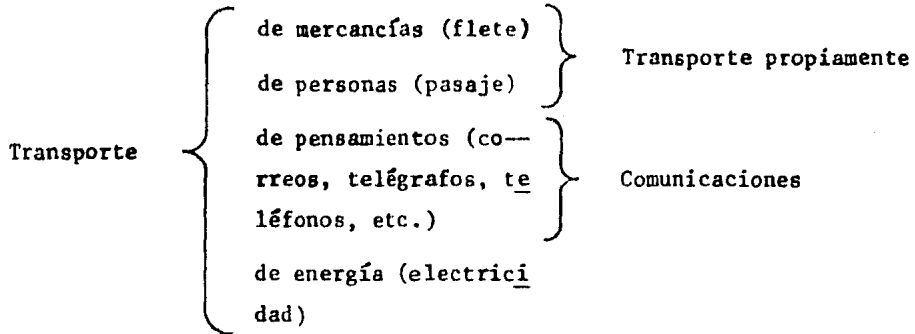 de mercancías (flete)
Transporte propiamente
de personas (pasaje)
Transporte
de pensamientos (co—
rreos, telégrafos, te
Comunicaciones
léfonos, etc.)
de energía (electrici
dad)